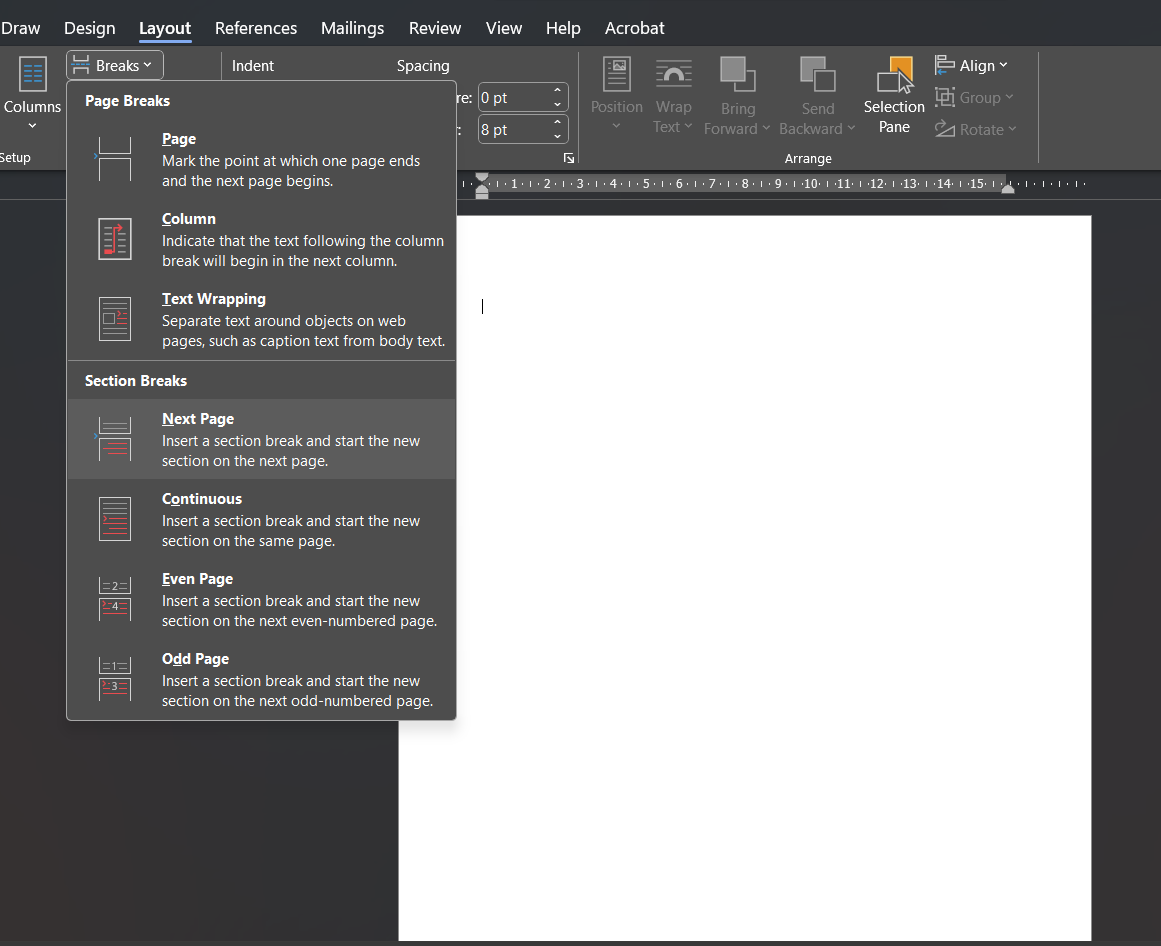 Draw Design Layout References Mailings Review View Help Acrobat
Breaks
Indent
Spacing
Columns
Setup
re: 0 pt
: 8 pt
Position
Wrap
Text
Bring
Forward
Send
Backward
Selection
Pane
Align
Group
Rotate
Arrange
1 2 3 4 5 6 7 8 9 10 11 12 13 14 15
Page Breaks
Page
Mark the point at which one page ends
and the next page begins.
Column
Indicate that the text following the column
break will begin in the next column.
Text Wrapping
Separate text around objects on web
pages, such as caption text from body text.
Section Breaks
Next Page
Insert a section break and start the new
section on the next page.
Continuous
Insert a section break and start the new
section on the same page.
2
4
Even Page
Insert a section break and start the new
section on the next even-numbered page.
1
3
Odd Page
Insert a section break and start the new
section on the next odd-numbered page.